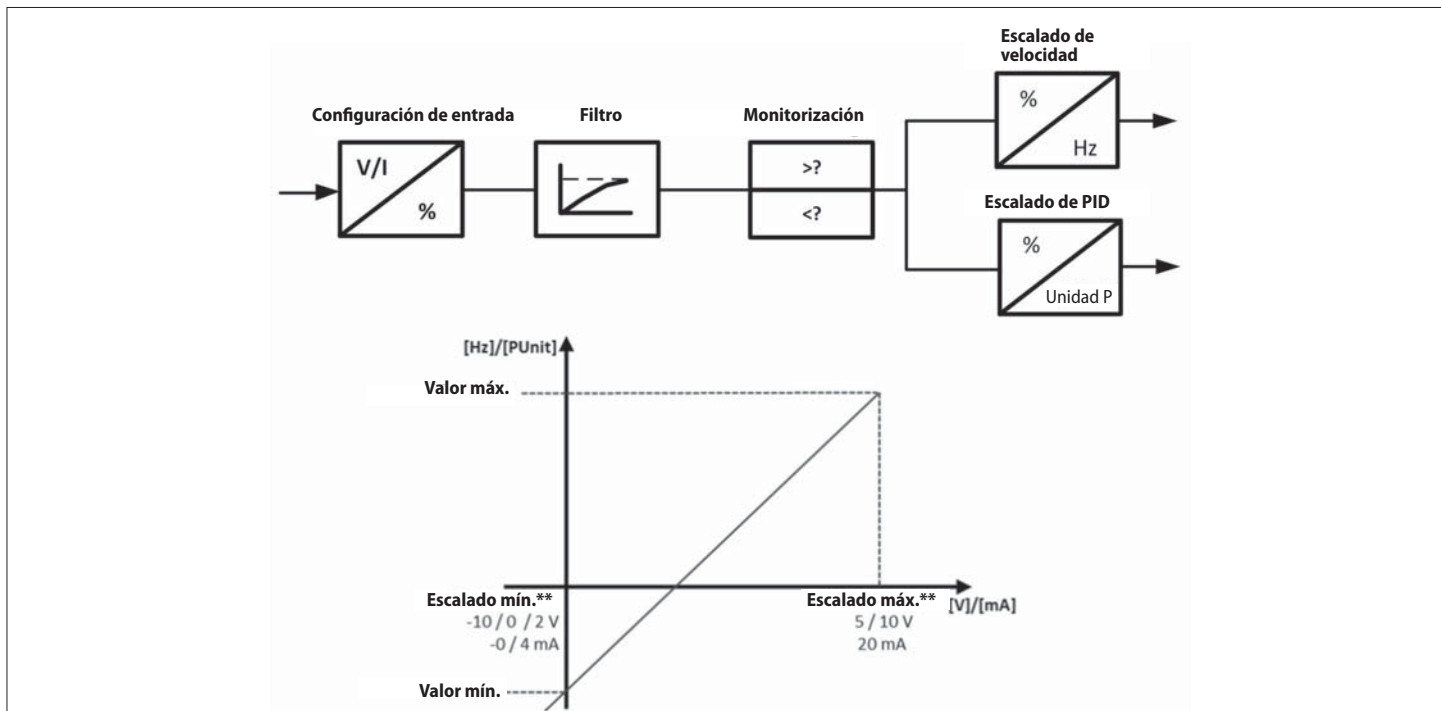 Escalado de
velocidad
Configuración de entrada
Filtro
Monitorización
V/I
%
>?
<?
%
Hz
Escalado de PID
%
Unidad P
[Hz]/[PUnit]
Valor máx.
Escalado mín.**
-10 / 0 / 2 V
-0 / 4 mA
Escalado máx.**
5 / 10 V
20 mA
[V]/[mA]
Valor mín.